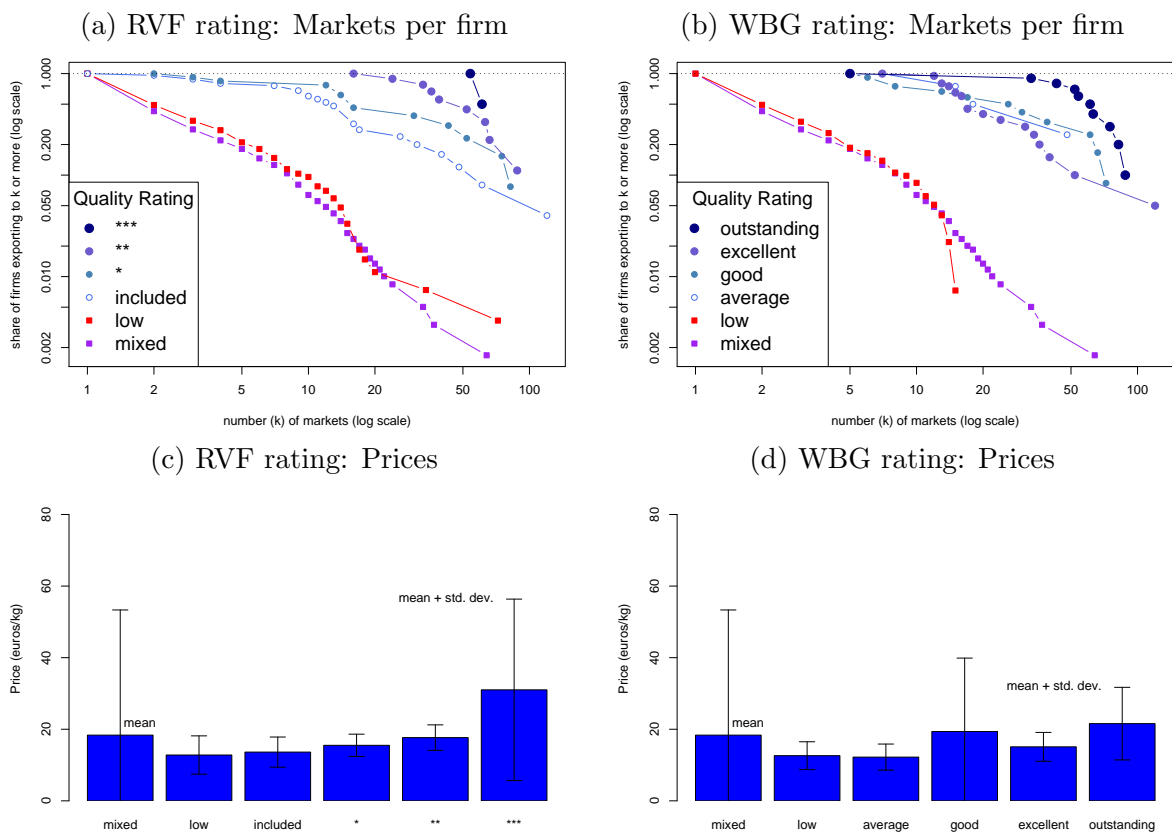 (a) RVF rating: Markets per firm
share of firms exporting to k or more (log scale)
1.000
0.200
0.050
0.010
0.002
Quality Rating
***
**
*
included
low
mixed
1 2 5 10 20 50 100
number (k) of markets (log scale)
(b) WBG rating: Markets per firm
share of firms exporting to k or more (log scale)
1.000
0.200
0.050
0.010
0.002
Quality Rating
outstanding
excellent
good
average
low
mixed
1 2 5 10 20 50 100
number (k) of markets (log scale)
(c) RVF rating: Prices
Price (euros/kg)
80
60
40
20
0
mean + std. dev.
mean
mixed low included * ** ***
(d) WBG rating: Prices
Price (euros/kg)
80
60
40
20
0
mean + std. dev.
mean
mixed low average good excellent outstanding